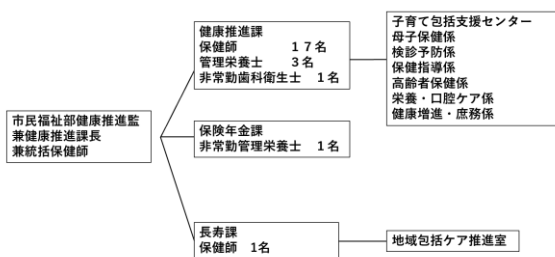 市民福祉部健康推進監
兼健康推進課長
兼統括保健師
健康推進課
保健師　　　　１７名
管理栄養士　　　３名
非常勤歯科衛生士　１名
子育て包括支援センター
母子保健係
検診予防係
保健指導係
高齢者保健係
栄養・口腔ケア係
健康増進・庶務係
保険年金課
非常勤管理栄養士　１名
長寿課
保健師　1名
地域包括ケア推進室